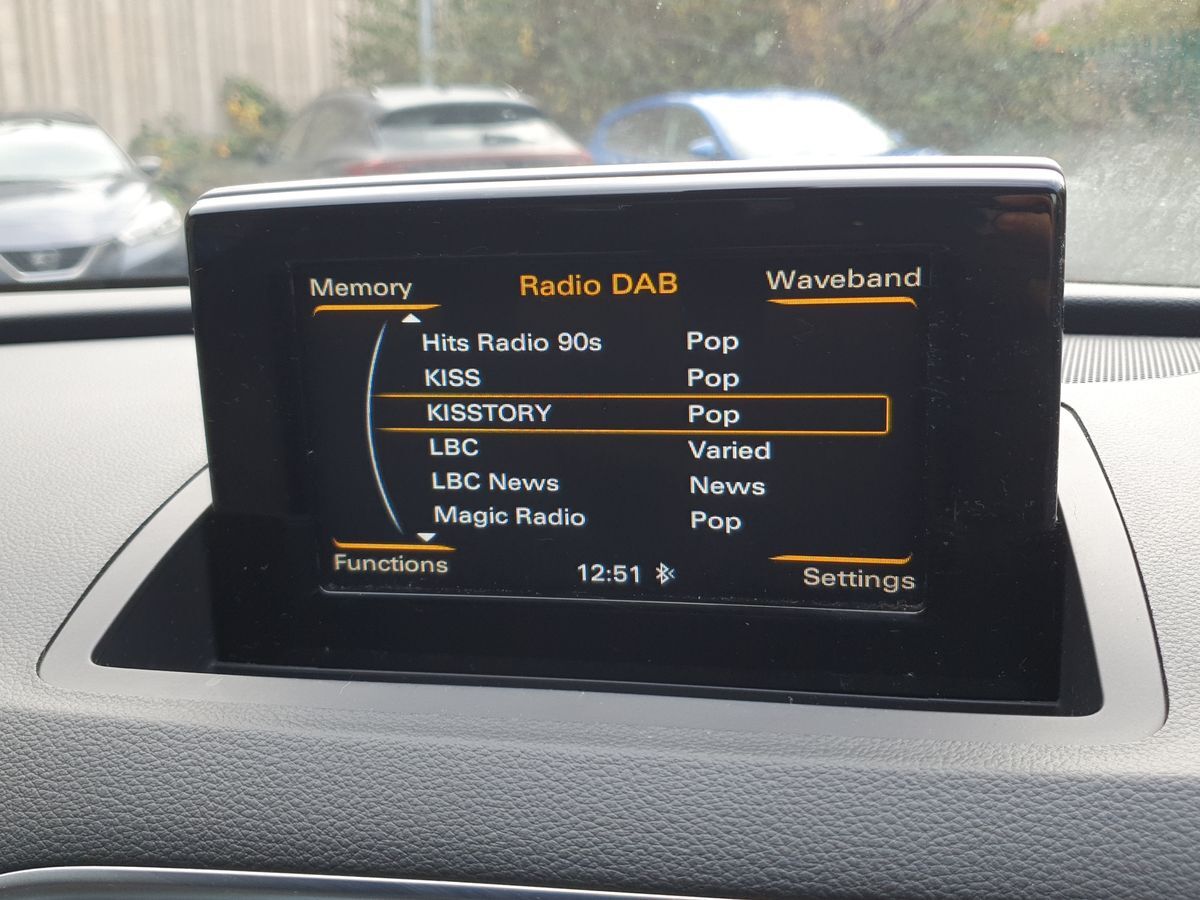 Memory Radio DAB Waveband
Hits Radio 90s Pop
KISS Pop
KISSTORY Pop
LBC Varied
LBC News News
Magic Radio Pop
Functions 12:51 Settings